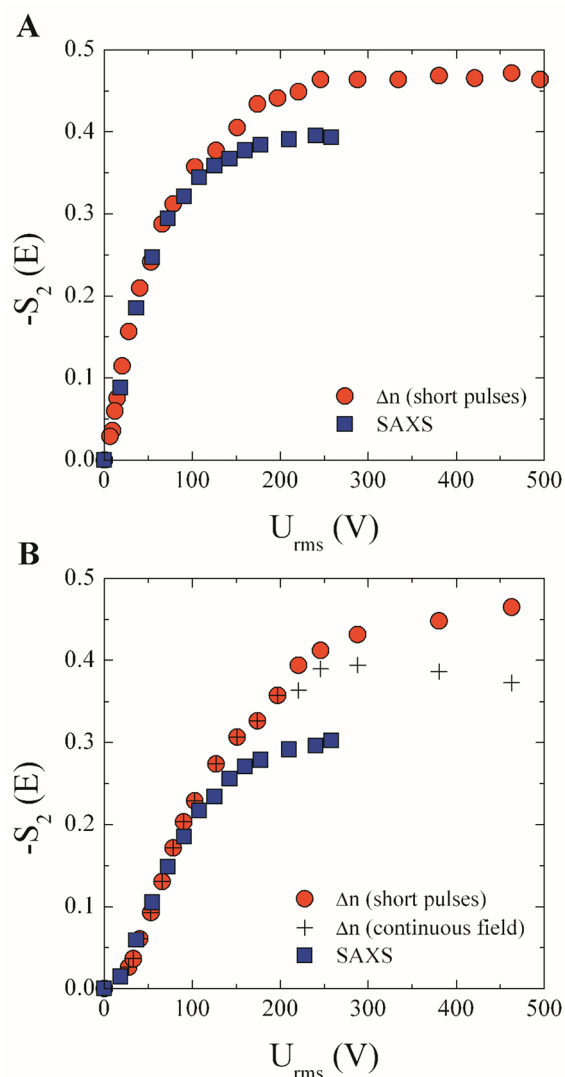 A
0.5
0.4
0.3
0.2
0.1
0.0
-S2 (E)
Δn (short pulses)
SAXS
0 100 200 300 400 500
Urms (V)
B
0.5
0.4
0.3
0.2
0.1
0.0
-S2 (E)
Δn (short pulses)
Δn (continuous field)
SAXS
0 100 200 300 400 500
Urms (V)